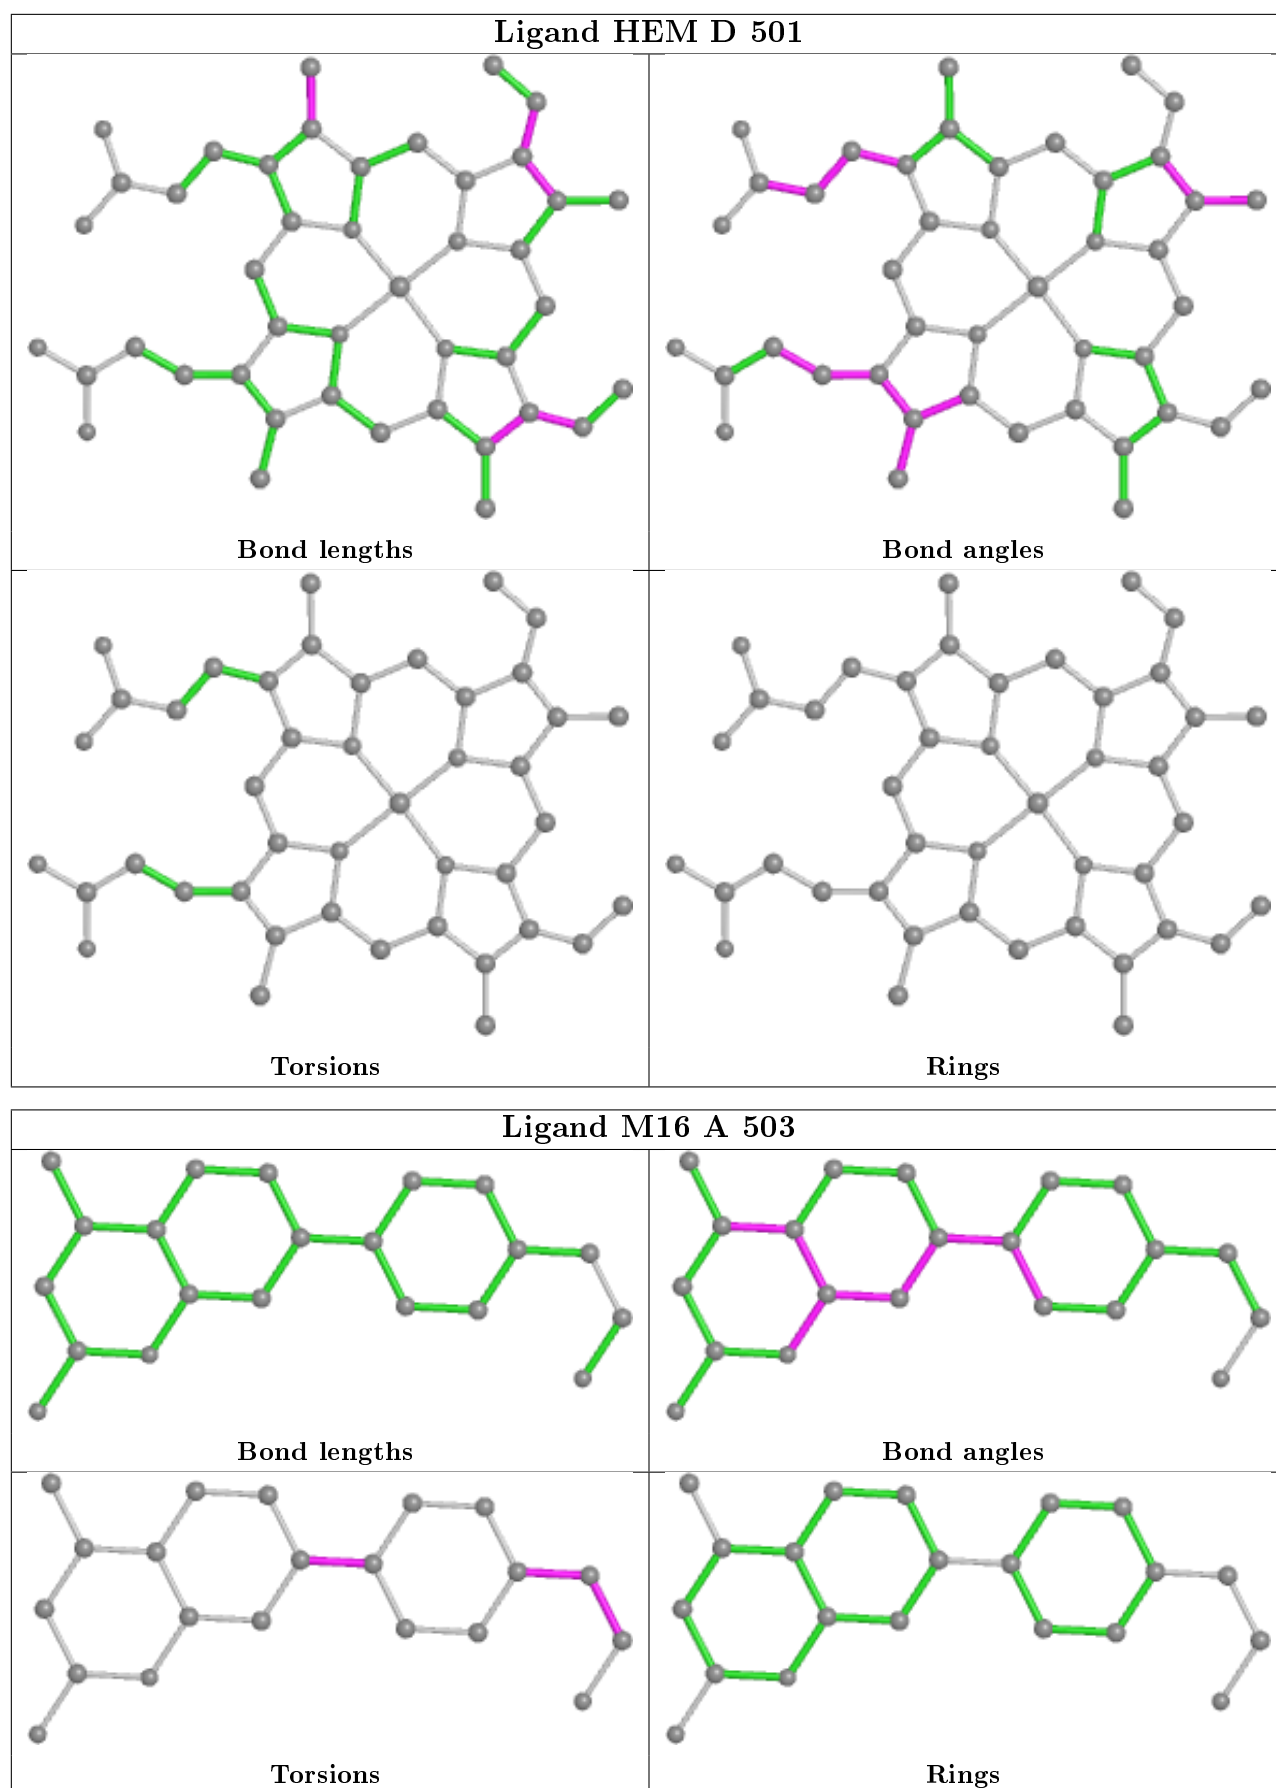 Ligand HEM D 501
Bond lengths
Bond angles
Torsions
Rings
Ligand M16 A 503
Bond lengths
Bond angles
Torsions
Rings